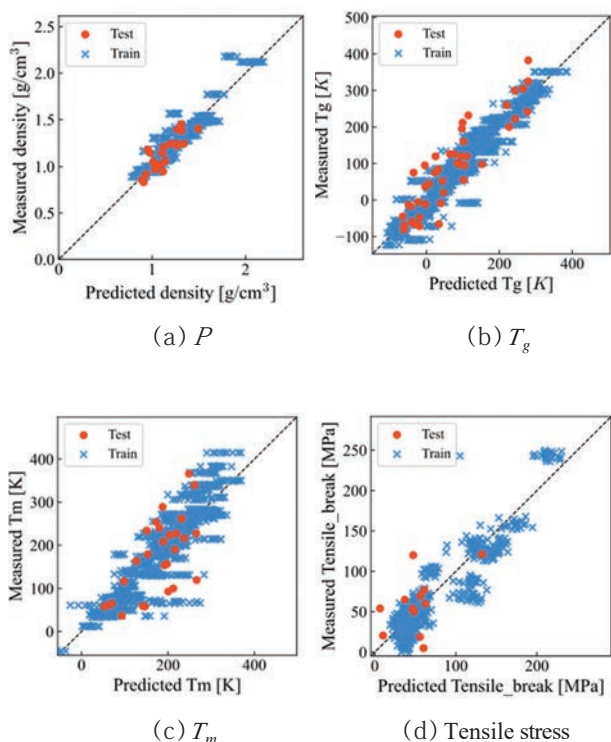 Measured density [g/cm³]
2.5
2.0
1.5
1.0
0.5
0.0
Test
Train
0
1
2
Predicted density [g/cm³]
(a) P
Measured Tg [K]
500
400
300
200
100
0
−100
Test
Train
0
200
400
Predicted Tg [K]
(b) T_g
Measured Tm [K]
400
300
200
100
0
Test
Train
0
200
400
Predicted Tm [K]
(c) T_m
Measured Tensile_break [MPa]
250
200
150
100
50
0
Test
Train
0
100
200
Predicted Tensile_break [MPa]
(d) Tensile stress